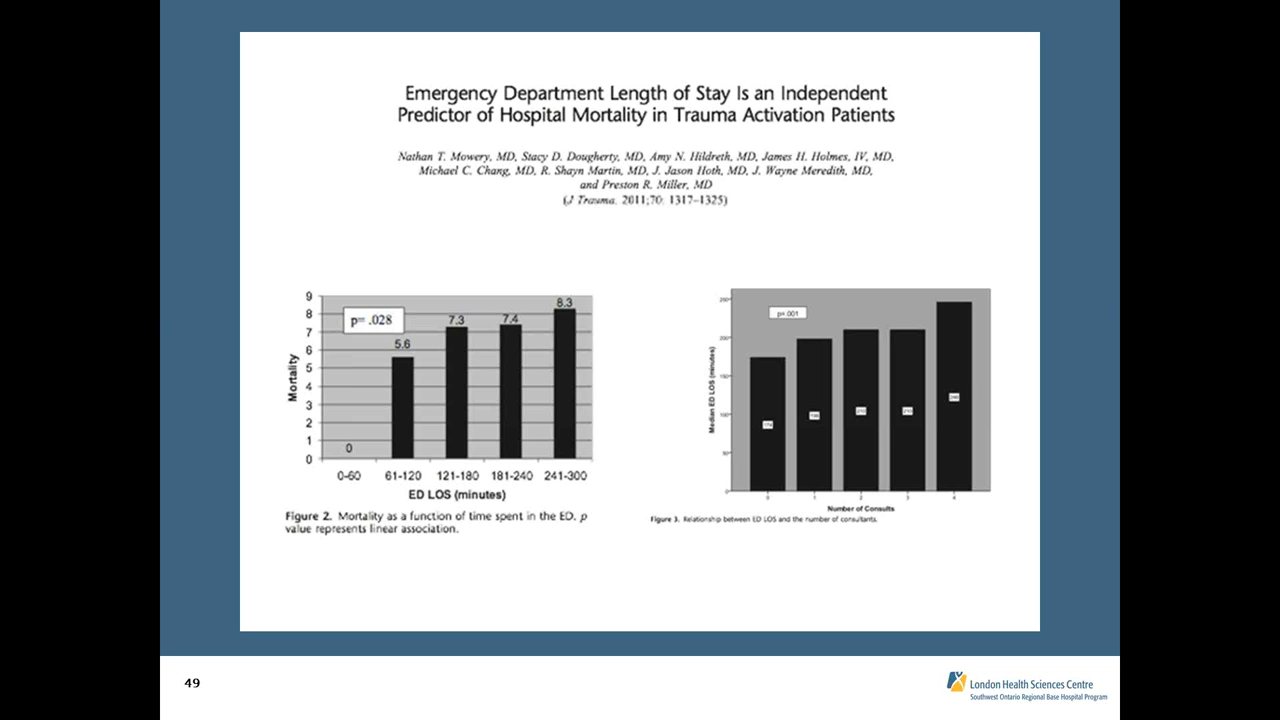 Emergency Department Length of Stay Is an Independent
Predictor of Hospital Mortality in Trauma Activation Patients
Nathan T. Mowery, MD, Stacy D. Dougherty, MD, Amy N. Hildreth, MD, James H. Holmes, IV, MD,
Michael C. Chang, MD, R. Shayn Martin, MD, J. Jason Hoth, MD, J. Wayne Meredith, MD,
and Preston R. Miller, MD
(J Trauma. 2011;70: 1317–1325)
9
8
7
6
5
4
3
2
1
0
Mortality
p= .028
0
5.6
7.3
7.4
8.3
0-60 61-120 121-180 181-240 241-300
ED LOS (minutes)
Figure 2. Mortality as a function of time spent in the ED. p
value represents linear association.
Median ED LOS (minutes)
250
200
150
100
50
0
p=.001
0 1 2 3 4
Number of Consults
Figure 3. Relationship between ED LOS and the number of consultants.
49
London Health Sciences Centre
Southwest Ontario Regional Base Hospital Program